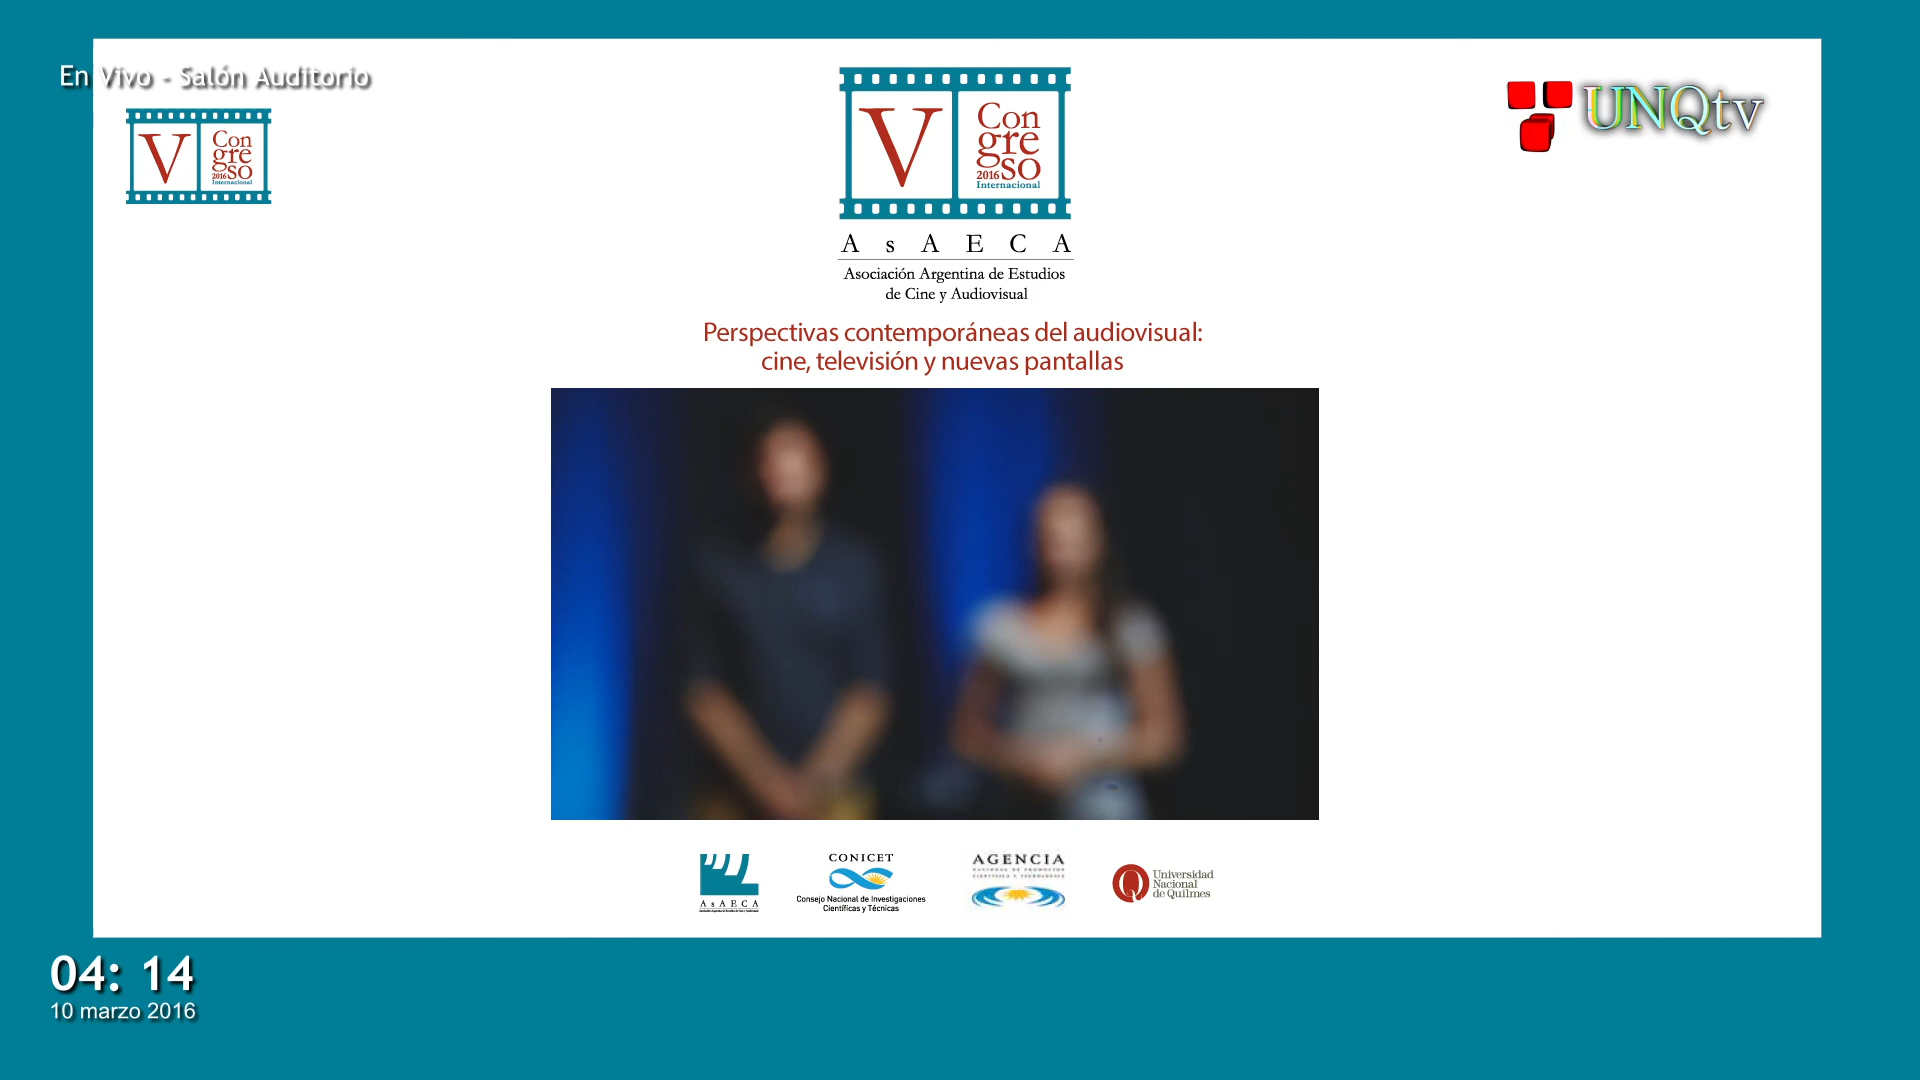 En Vivo - Salón Auditorio
V
Con
gre
2016 so
Internacional
V
Con
gre
2016 so
Internacional
A s A E C A
Asociación Argentina de Estudios
de Cine y Audiovisual
UNQtv
Perspectivas contemporáneas del audiovisual:
cine, televisión y nuevas pantallas
A s A E C A
CONICET
Consejo Nacional de Investigaciones
Científicas y Técnicas
AGENCIA
Universidad
Nacional
de Quilmes
04: 14
10 marzo 2016